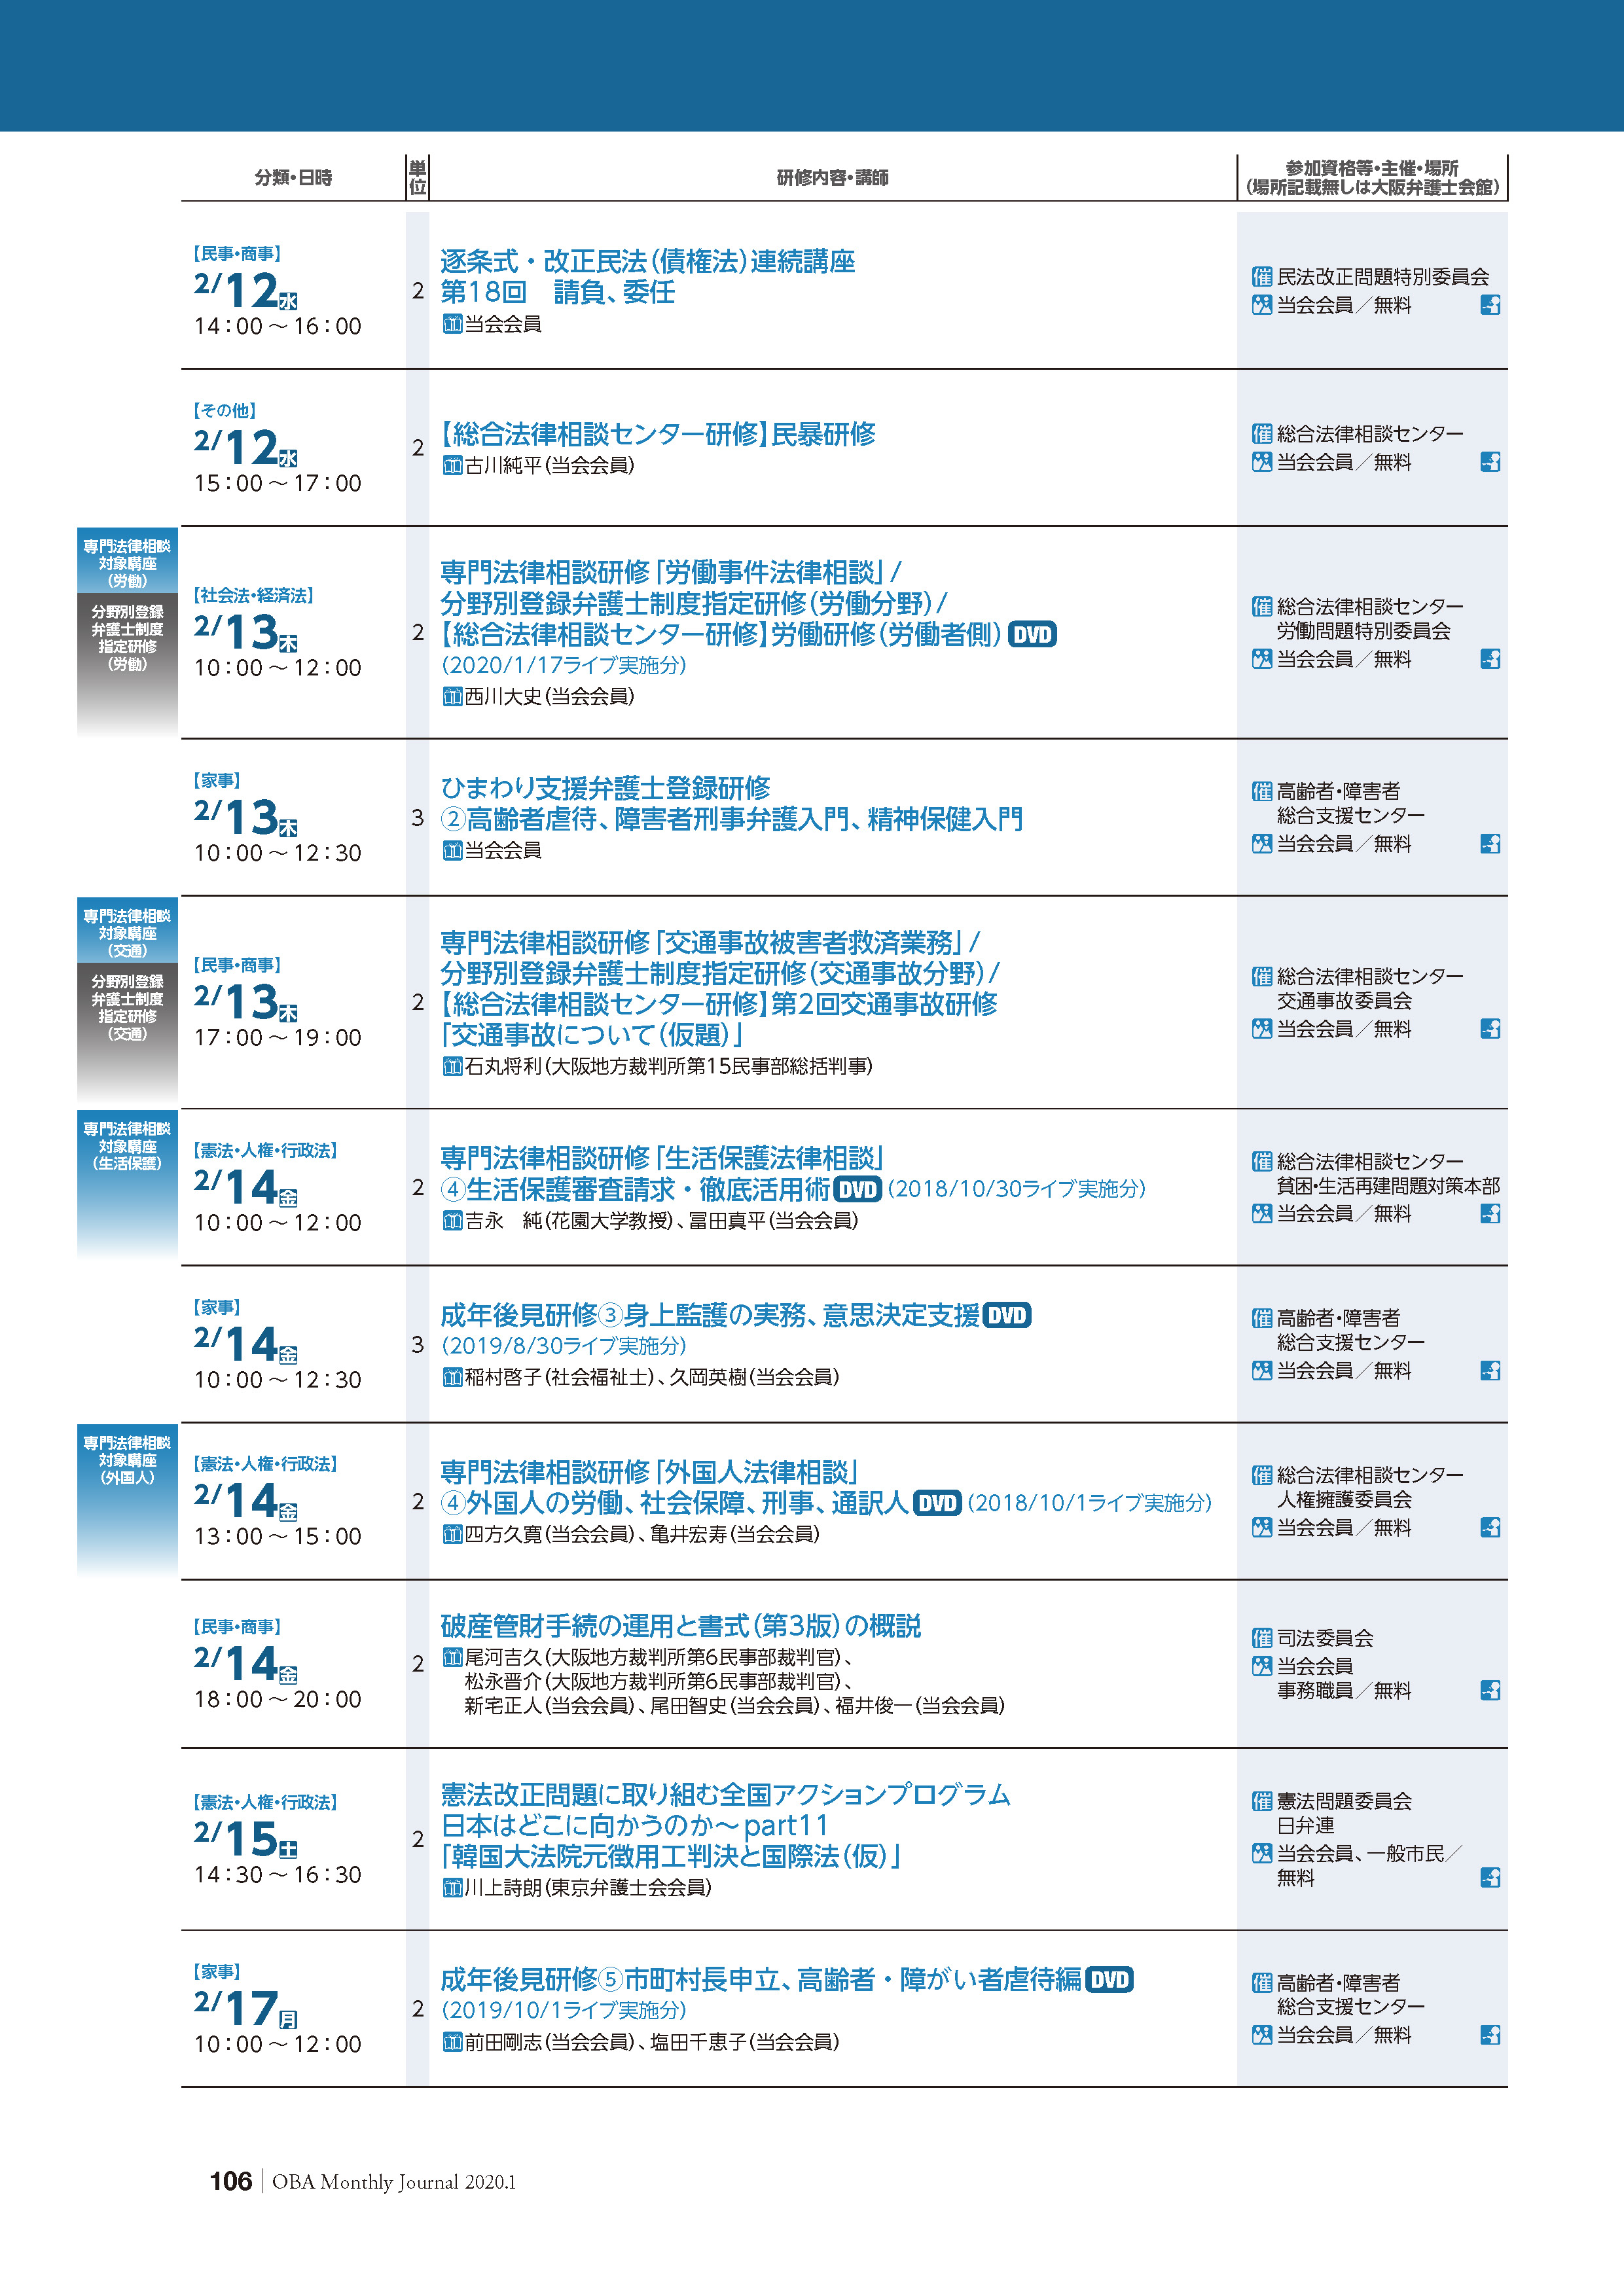 分類・日時
単位
研修内容・講師
参加資格等・主催・場所
(場所記載無しは大阪弁護士会館)
【民事・商事】
2/12水
14：00～16：00
2
逐条式・改正民法(債権法)連続講座
第18回　請負、委任
当会会員
催 民法改正問題特別委員会
当会会員／無料
【その他】
2/12水
15：00～17：00
2
【総合法律相談センター研修】民暴研修
古川純平(当会会員)
催 総合法律相談センター
当会会員／無料
専門法律相談
対象講座
(労働)
分野別登録
弁護士制度
指定研修
(労働)
【社会法・経済法】
2/13木
10：00～12：00
2
専門法律相談研修「労働事件法律相談」/
分野別登録弁護士制度指定研修(労働分野)/
【総合法律相談センター研修】労働研修(労働者側) DVD
(2020/1/17ライブ実施分)
西川大史(当会会員)
催 総合法律相談センター
労働問題特別委員会
当会会員／無料
【家事】
2/13木
10：00～12：30
3
ひまわり支援弁護士登録研修
②高齢者虐待、障害者刑事弁護入門、精神保健入門
当会会員
催 高齢者・障害者
総合支援センター
当会会員／無料
専門法律相談
対象講座
(交通)
分野別登録
弁護士制度
指定研修
(交通)
【民事・商事】
2/13木
17：00～19：00
2
専門法律相談研修「交通事故被害者救済業務」/
分野別登録弁護士制度指定研修(交通事故分野)/
【総合法律相談センター研修】第2回交通事故研修
「交通事故について(仮題)」
石丸将利(大阪地方裁判所第15民事部総括判事)
催 総合法律相談センター
交通事故委員会
当会会員／無料
専門法律相談
対象講座
(生活保護)
【憲法・人権・行政法】
2/14金
10：00～12：00
2
専門法律相談研修「生活保護法律相談」
④生活保護審査請求・徹底活用術 DVD (2018/10/30ライブ実施分)
吉永　純(花園大学教授)、冨田真平(当会会員)
催 総合法律相談センター
貧困・生活再建問題対策本部
当会会員／無料
【家事】
2/14金
10：00～12：30
3
成年後見研修③身上監護の実務、意思決定支援 DVD
(2019/8/30ライブ実施分)
稲村啓子(社会福祉士)、久岡英樹(当会会員)
催 高齢者・障害者
総合支援センター
当会会員／無料
専門法律相談
対象講座
(外国人)
【憲法・人権・行政法】
2/14金
13：00～15：00
2
専門法律相談研修「外国人法律相談」
④外国人の労働、社会保障、刑事、通訳人 DVD (2018/10/1ライブ実施分)
四方久寛(当会会員)、亀井宏寿(当会会員)
催 総合法律相談センター
人権擁護委員会
当会会員／無料
【民事・商事】
2/14金
18：00～20：00
2
破産管財手続の運用と書式(第3版)の概説
尾河吉久(大阪地方裁判所第6民事部裁判官)、
松永晋介(大阪地方裁判所第6民事部裁判官)、
新宅正人(当会会員)、尾田智史(当会会員)、福井俊一(当会会員)
催 司法委員会
当会会員
事務職員／無料
【憲法・人権・行政法】
2/15土
14：30～16：30
2
憲法改正問題に取り組む全国アクションプログラム
日本はどこに向かうのか～part11
「韓国大法院元徴用工判決と国際法(仮)」
川上詩朗(東京弁護士会会員)
催 憲法問題委員会
日弁連
当会会員、一般市民／
無料
【家事】
2/17月
10：00～12：00
2
成年後見研修⑤市町村長申立、高齢者・障がい者虐待編 DVD
(2019/10/1ライブ実施分)
前田剛志(当会会員)、塩田千恵子(当会会員)
催 高齢者・障害者
総合支援センター
当会会員／無料
106 OBA Monthly Journal 2020.1